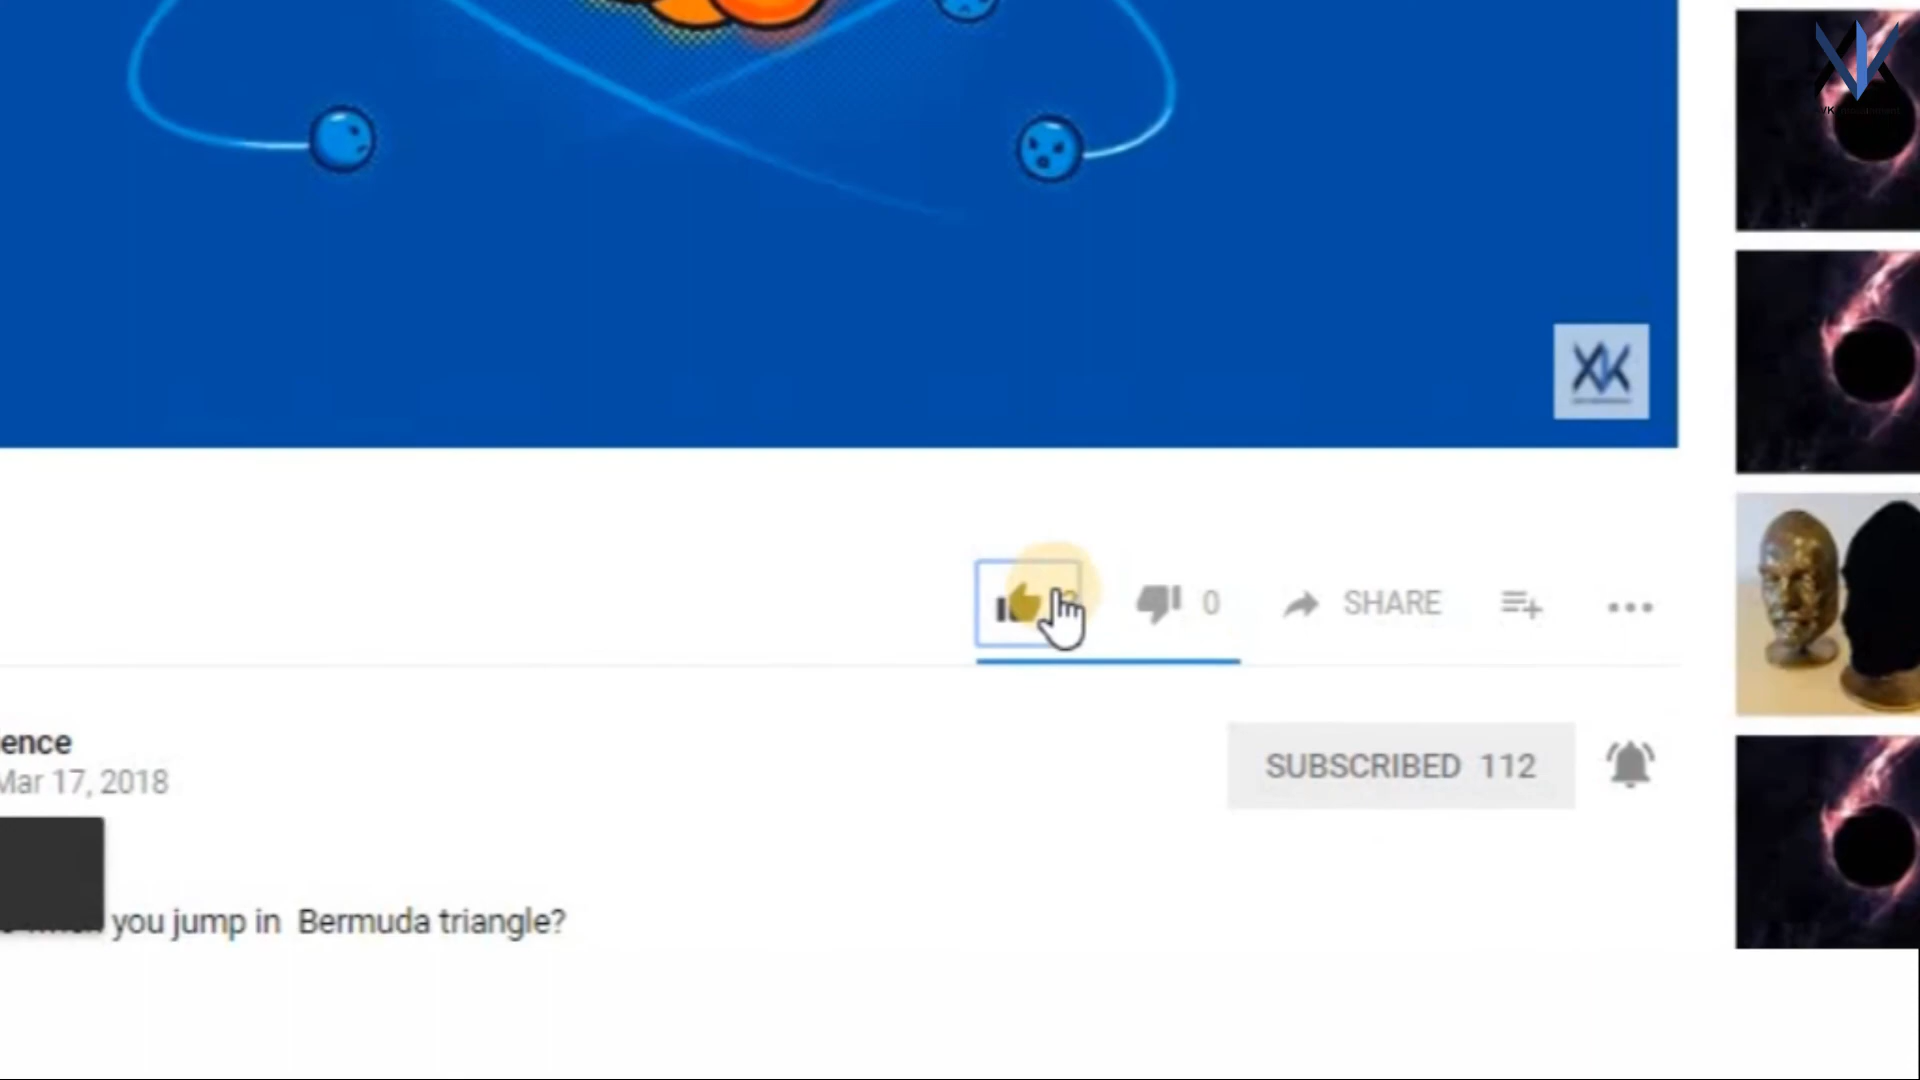 0 SHARE
ence
Mar 17, 2018
SUBSCRIBED 112
you jump in Bermuda triangle?